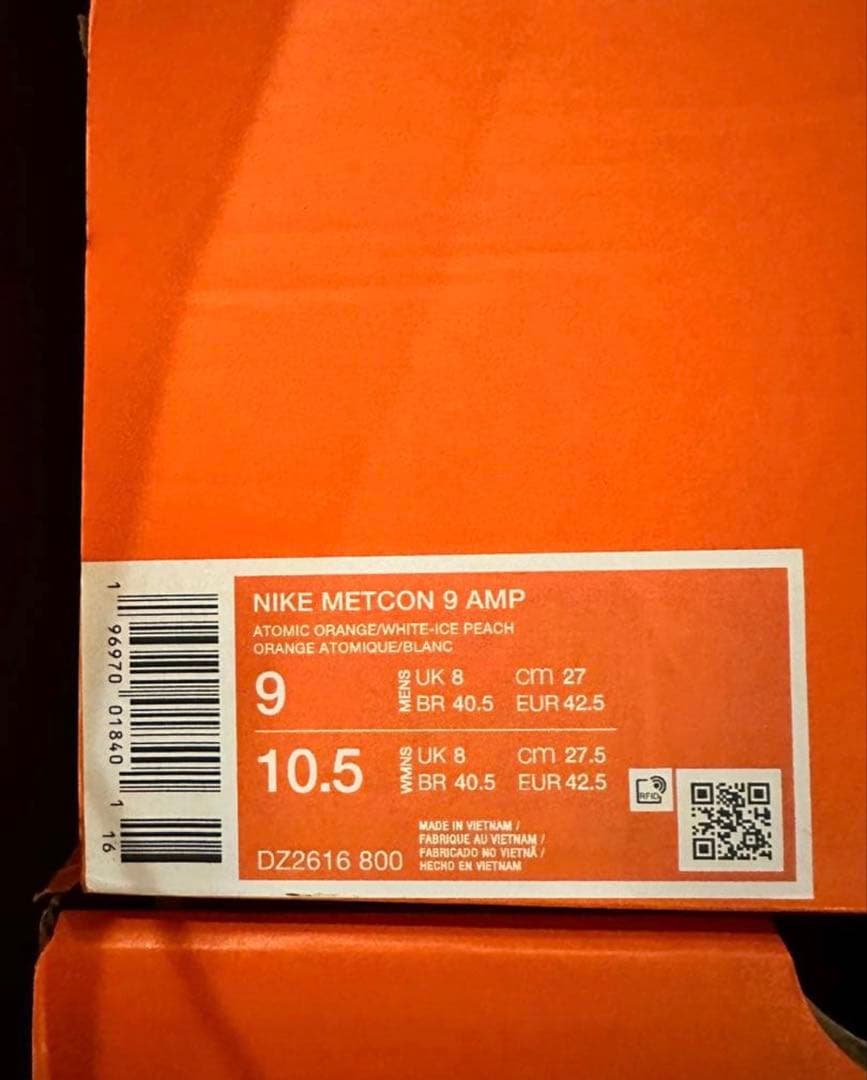 1 96970 01840 1 16
NIKE METCON 9 AMP
ATOMIC ORANGE/WHITE-ICE PEACH
ORANGE ATOMIQUE/BLANC
9 MENS UK 8 cm 27
BR 40.5 EUR 42.5
10.5 WMNS UK 8 cm 27.5
BR 40.5 EUR 42.5
RFID
DZ2616 800
MADE IN VIETNAM /
FABRIQUE AU VIETNAM /
FABRICADO NO VIETNÃ /
HECHO EN VIETNAM